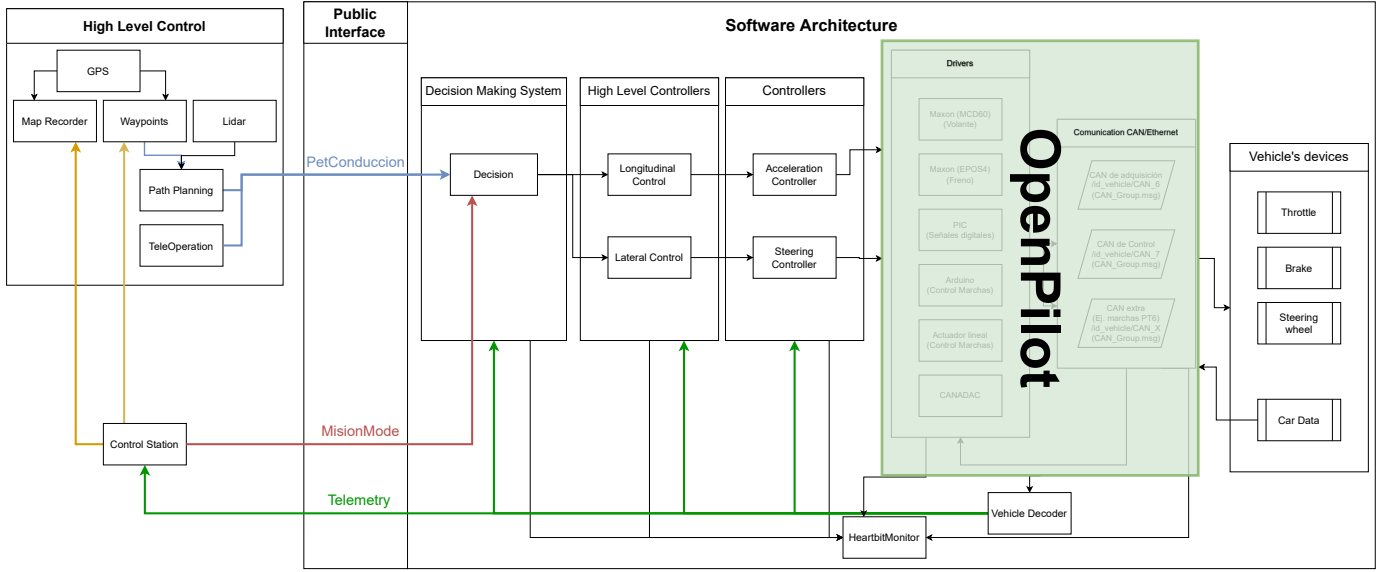 High Level Control
GPS
Map Recorder
Waypoints
Lidar
Path Planning
TeleOperation
Control Station
Public
Interface
PetConduccion
MisionMode
Telemetry
Software Architecture
Decision Making System
Decision
High Level Controllers
Longitudinal
Control
Lateral Control
Controllers
Acceleration
Controller
Steering
Controller
Drivers
Maxon (MCD60)
(Volante)
Maxon (EPOS4)
(Freno)
PIC
(Señales digitales)
Arduino
(Control Marchas)
Actuador lineal
(Control Marchas)
CANADAC
OpenPilot
Comunication CAN/Ethernet
CAN de adquisición
/id_vehicle/CAN_6
(CAN_Group.msg)
CAN de Control
/id_vehicle/CAN_7
(CAN_Group.msg)
CAN extra
(Ej. marchas PT6)
/id_vehicle/CAN_X
(CAN_Group.msg)
Vehicle Decoder
HeartbitMonitor
Vehicle's devices
Throttle
Brake
Steering
wheel
Car Data